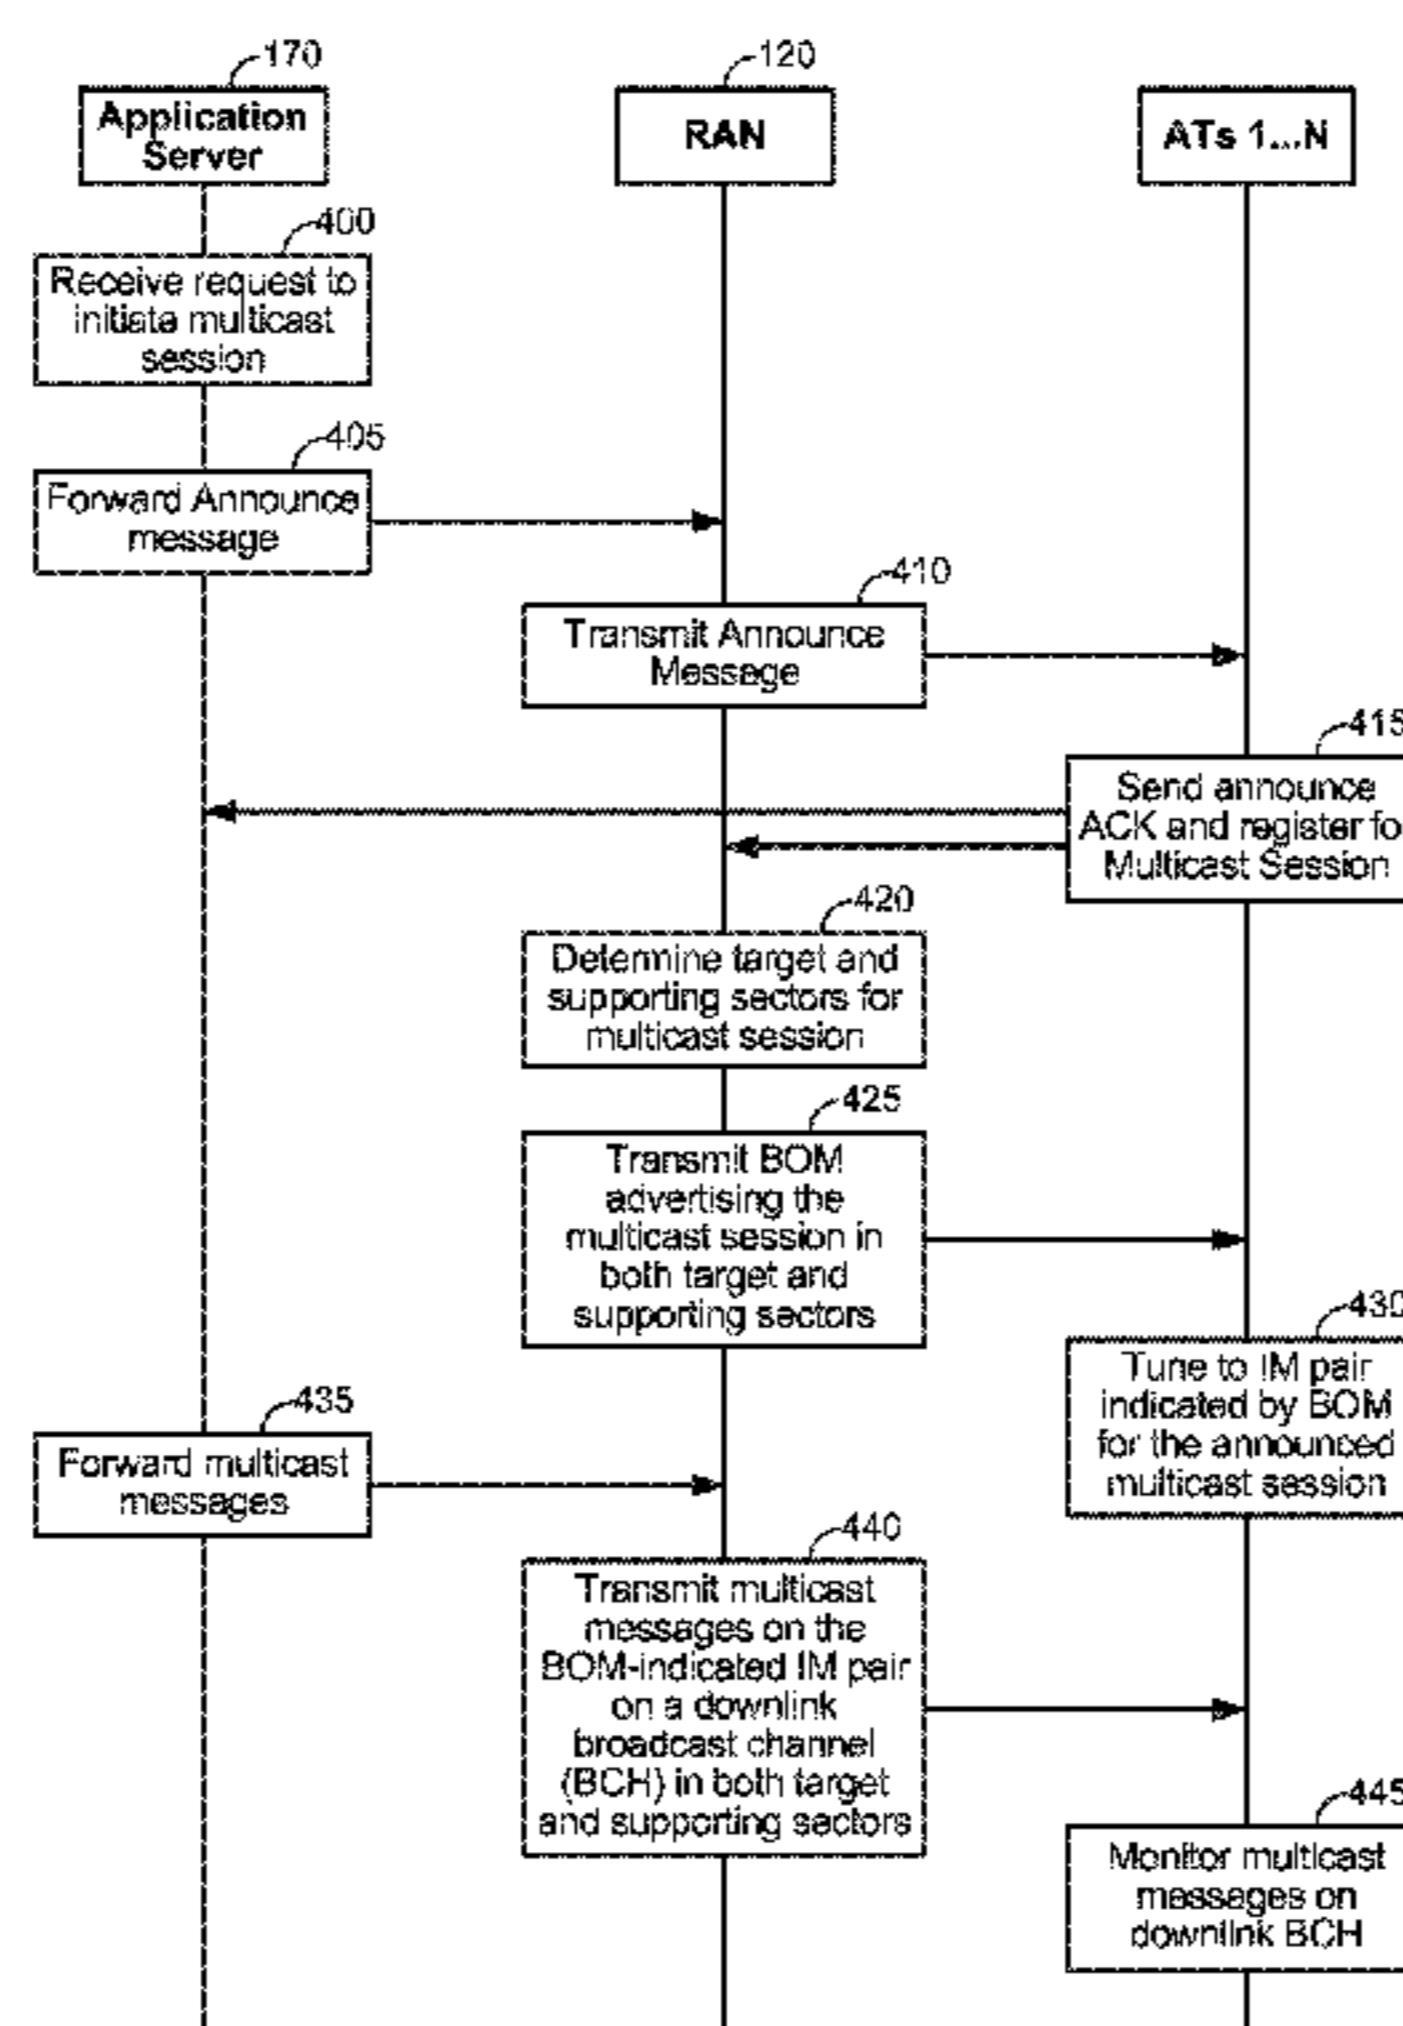 170
Application
Server
120
RAN
ATs 1...N
400
Receive request to
initiate multicast
session
405
Forward Announce
message
410
Transmit Announce
Message
415
Send announce
ACK and register fo
Multicast Session
420
Determine target and
supporting sectors for
multicast session
425
Transmit BOM
advertising the
multicast session in
both target and
supporting sectors
430
Tune to IM pair
indicated by BOM
for the announced
multicast session
435
Forward multicast
messages
440
Transmit multicast
messages on the
BOM-indicated IM pair
on a downlink
broadcast channel
(BCH) in both target
and supporting sectors
445
Monitor multicast
messages on
downlink BCH